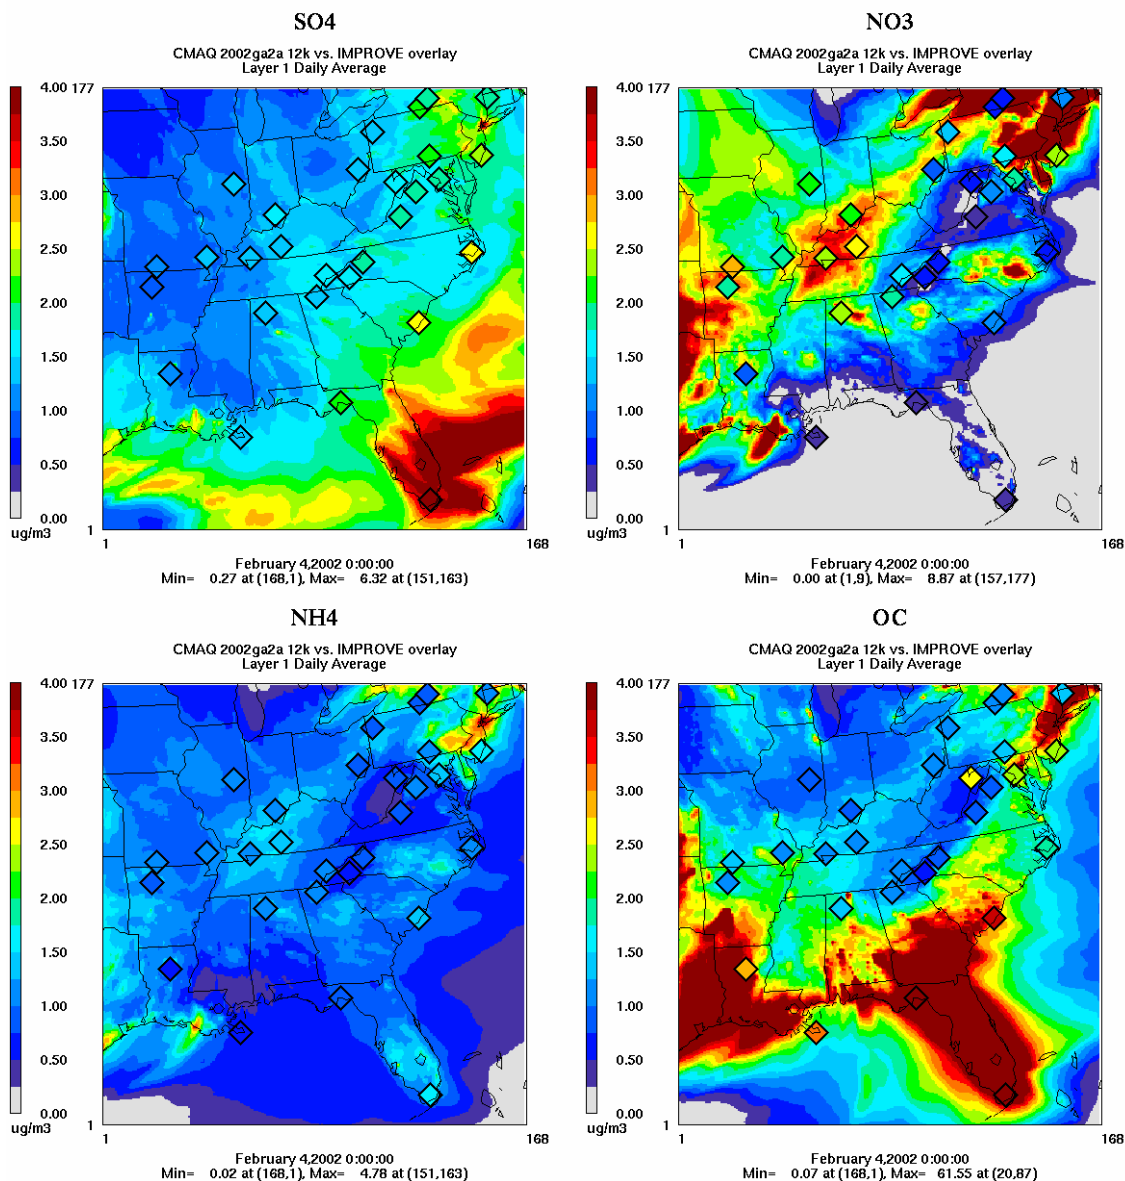 SO4
CMAQ 2002ga2a 12k vs. IMPROVE overlay
Layer 1 Daily Average
4.00 177
3.50
3.00
2.50
2.00
1.50
1.00
0.50
0.00
ug/m3
1
1 168
February 4,2002 0:00:00
Min= 0.27 at (168,1), Max= 6.32 at (151,163)
NO3
CMAQ 2002ga2a 12k vs. IMPROVE overlay
Layer 1 Daily Average
4.00 177
3.50
3.00
2.50
2.00
1.50
1.00
0.50
0.00
ug/m3
1
1 168
February 4,2002 0:00:00
Min= 0.00 at (1,9), Max= 8.87 at (157,177)
NH4
CMAQ 2002ga2a 12k vs. IMPROVE overlay
Layer 1 Daily Average
4.00 177
3.50
3.00
2.50
2.00
1.50
1.00
0.50
0.00
ug/m3
1
1 168
February 4,2002 0:00:00
Min= 0.02 at (168,1), Max= 4.78 at (151,163)
OC
CMAQ 2002ga2a 12k vs. IMPROVE overlay
Layer 1 Daily Average
4.00 177
3.50
3.00
2.50
2.00
1.50
1.00
0.50
0.00
ug/m3
1
1 168
February 4,2002 0:00:00
Min= 0.07 at (168,1), Max= 61.55 at (20,87)